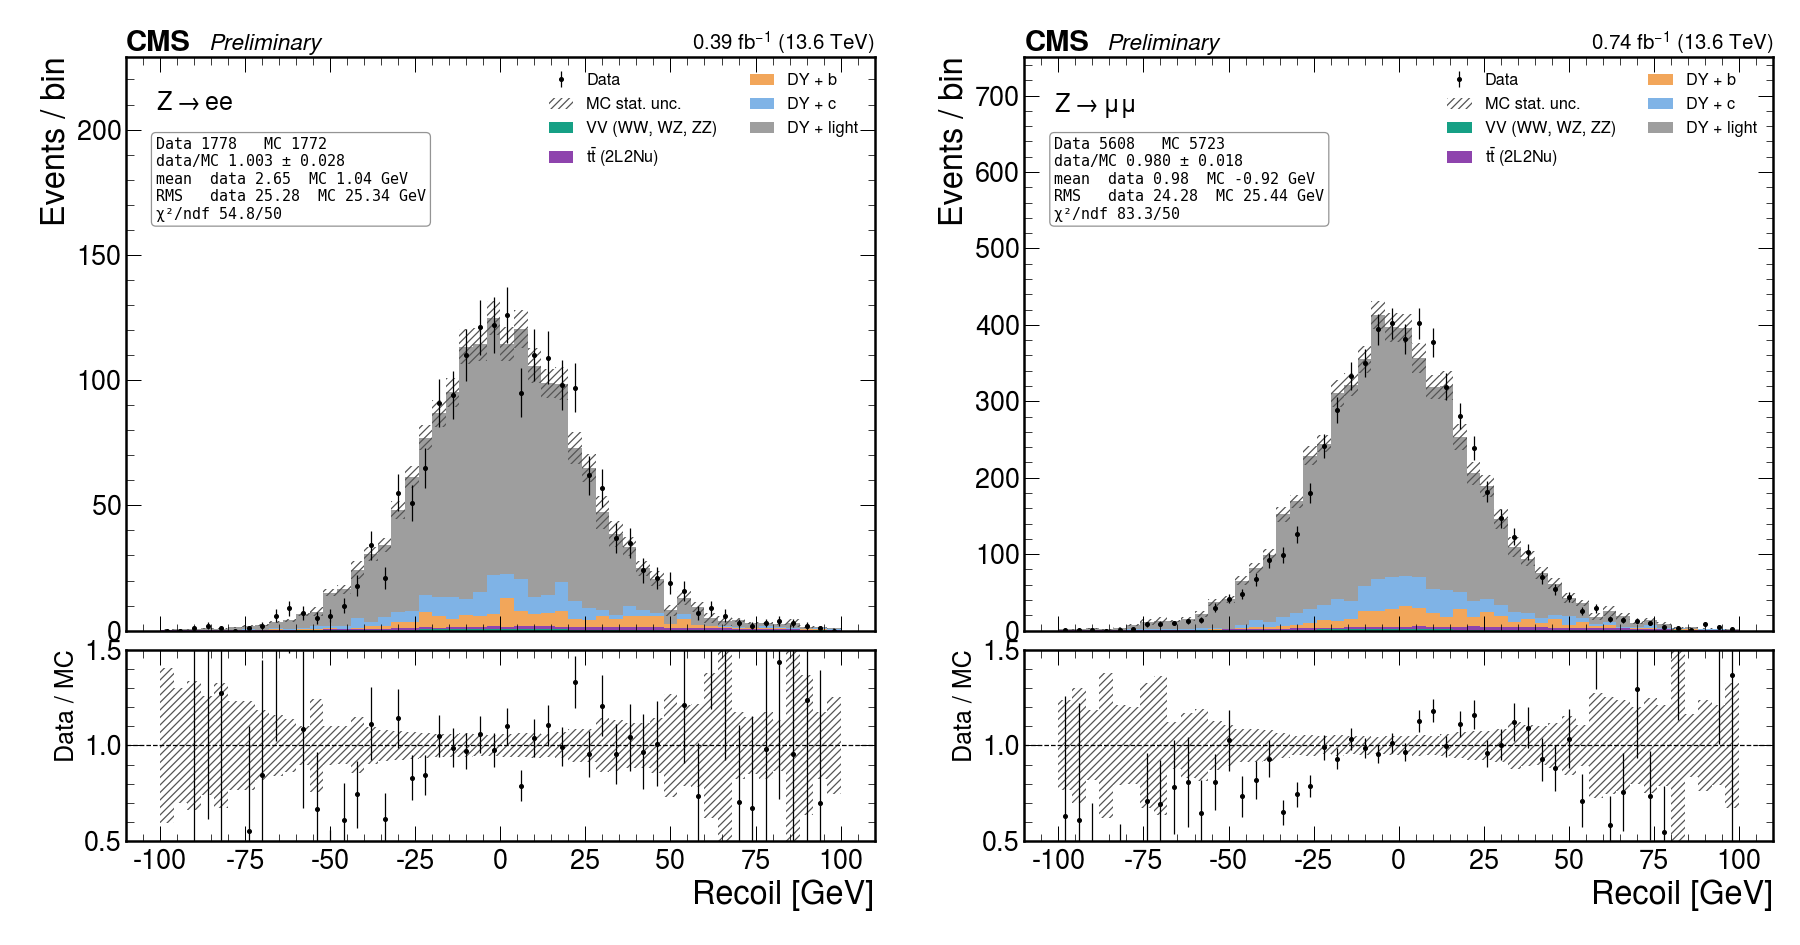 CMS Preliminary 0.39 fb⁻¹ (13.6 TeV)
Events / bin
Z→ee
Data
MC stat. unc.
VV (WW, WZ, ZZ)
tt̄ (2L2Nu)
DY + b
DY + c
DY + light
Data 1778 MC 1772
data/MC 1.003 ± 0.028
mean data 2.65 MC 1.04 GeV
RMS data 25.28 MC 25.34 GeV
χ²/ndf 54.8/50
200
150
100
50
0
Data / MC
1.5
1.0
0.5
-100 -75 -50 -25 0 25 50 75 100
Recoil [GeV]
CMS Preliminary 0.74 fb⁻¹ (13.6 TeV)
Events / bin
Z→μμ
Data
MC stat. unc.
VV (WW, WZ, ZZ)
tt̄ (2L2Nu)
DY + b
DY + c
DY + light
Data 5608 MC 5723
data/MC 0.980 ± 0.018
mean data 0.98 MC -0.92 GeV
RMS data 24.28 MC 25.44 GeV
χ²/ndf 83.3/50
700
600
500
400
300
200
100
0
Data / MC
1.5
1.0
0.5
-100 -75 -50 -25 0 25 50 75 100
Recoil [GeV]